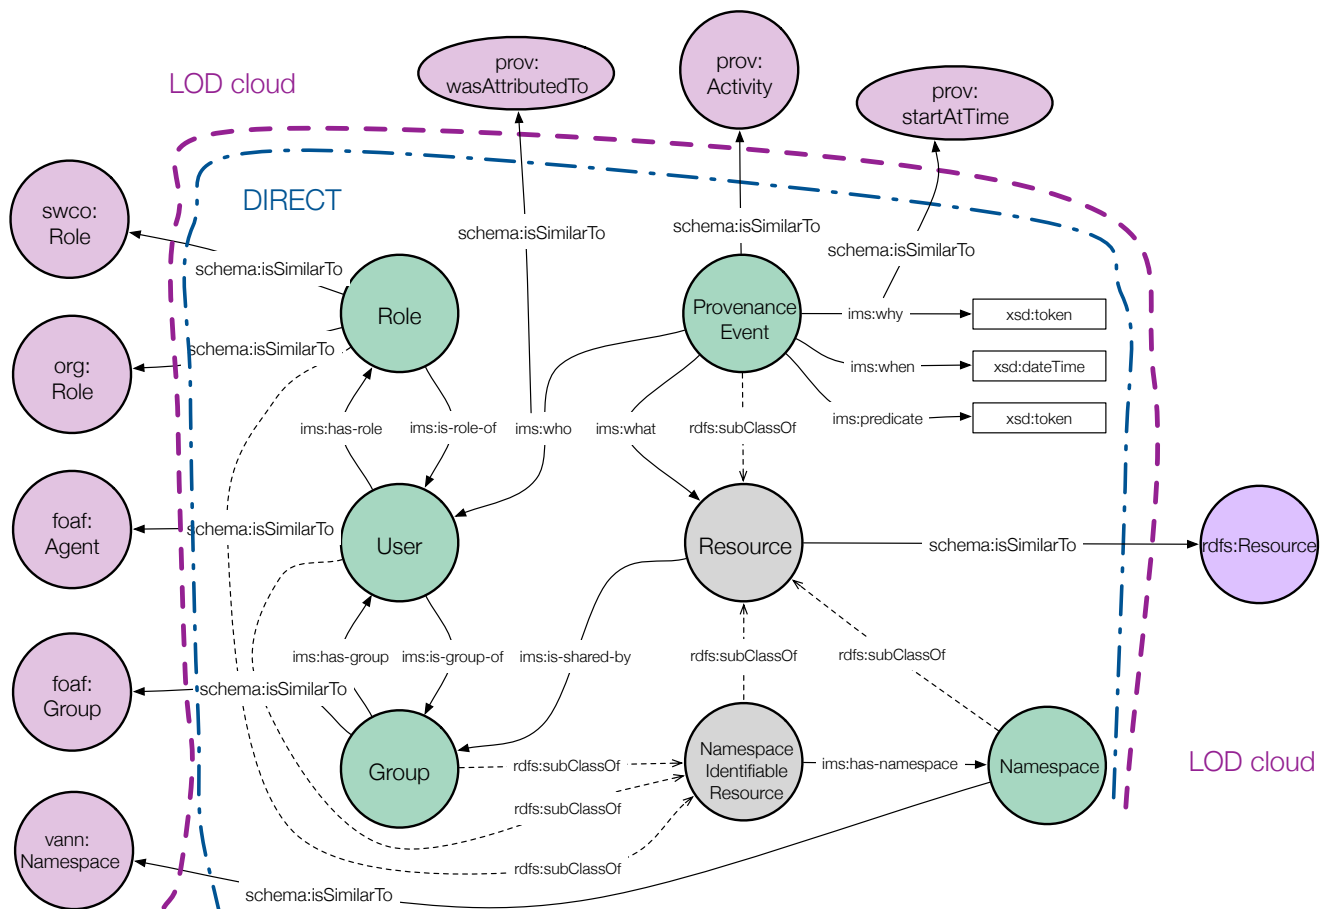 prov:
wasAttributedTo
prov:
Activity
prov:
startAtTime
LOD cloud
DIRECT
swco:
Role
schema:isSimilarTo
schema:isSimilarTo
schema:isSimilarTo
schema:isSimilarTo
Role
Provenance
Event
ims:why
xsd:token
org:
Role
schema:isSimilarTo
ims:when
xsd:dateTime
ims:has-role
ims:is-role-of
ims:who
ims:what
rdfs:subClassOf
ims:predicate
xsd:token
foaf:
Agent
schema:isSimilarTo
User
Resource
schema:isSimilarTo
rdfs:Resource
ims:has-group
ims:is-group-of
ims:is-shared-by
rdfs:subClassOf
rdfs:subClassOf
foaf:
Group
schema:isSimilarTo
Group
rdfs:subClassOf
Namespace
Identifiable
Resource
ims:has-namespace
Namespace
LOD cloud
rdfs:subClassOf
rdfs:subClassOf
vann:
Namespace
schema:isSimilarTo